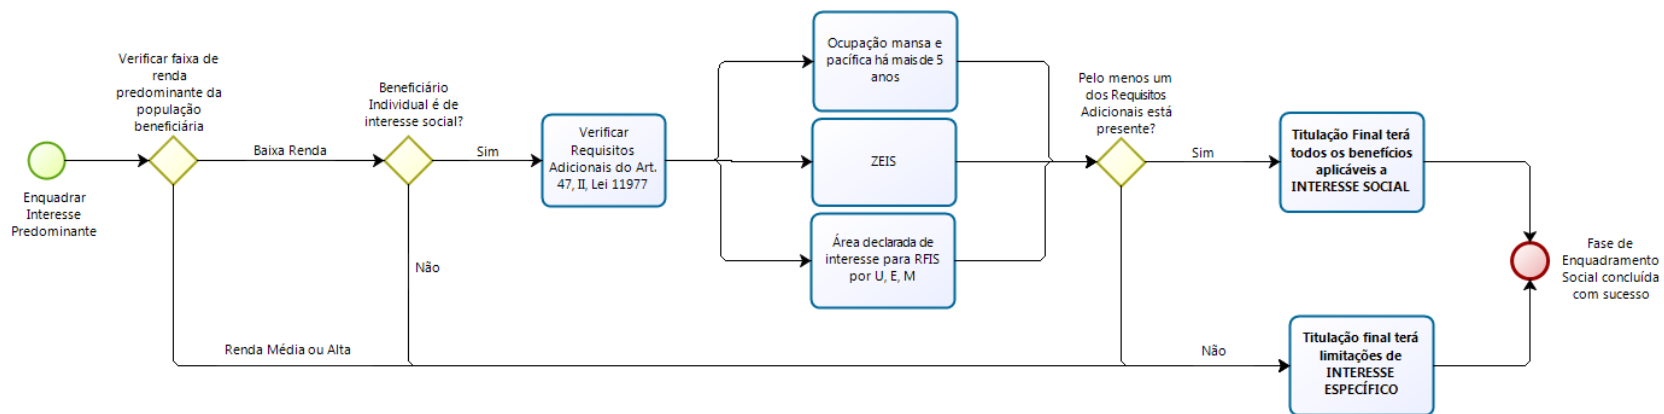 Enquadrar
Interesse
Predominante
Verificar faixa de
renda
predominante da
população
beneficiária
Baixa Renda
Renda Média ou Alta
Beneficiário
Individual é de
interesse social?
Sim
Não
Verificar
Requisitos
Adicionais do Art.
47, II, Lei 11977
Ocupação mansa e
pacífica há mais de 5
anos
ZEIS
Área declarada de
interesse para RFIS
por U, E, M
Pelo menos um
dos Requisitos
Adicionais está
presente?
Sim
Não
Titulação Final terá
todos os benefícios
aplicáveis a
INTERESSE SOCIAL
Titulação final terá
limitações de
INTERESSE
ESPECÍFICO
Fase de
Enquadramento
Social concluída
com sucesso